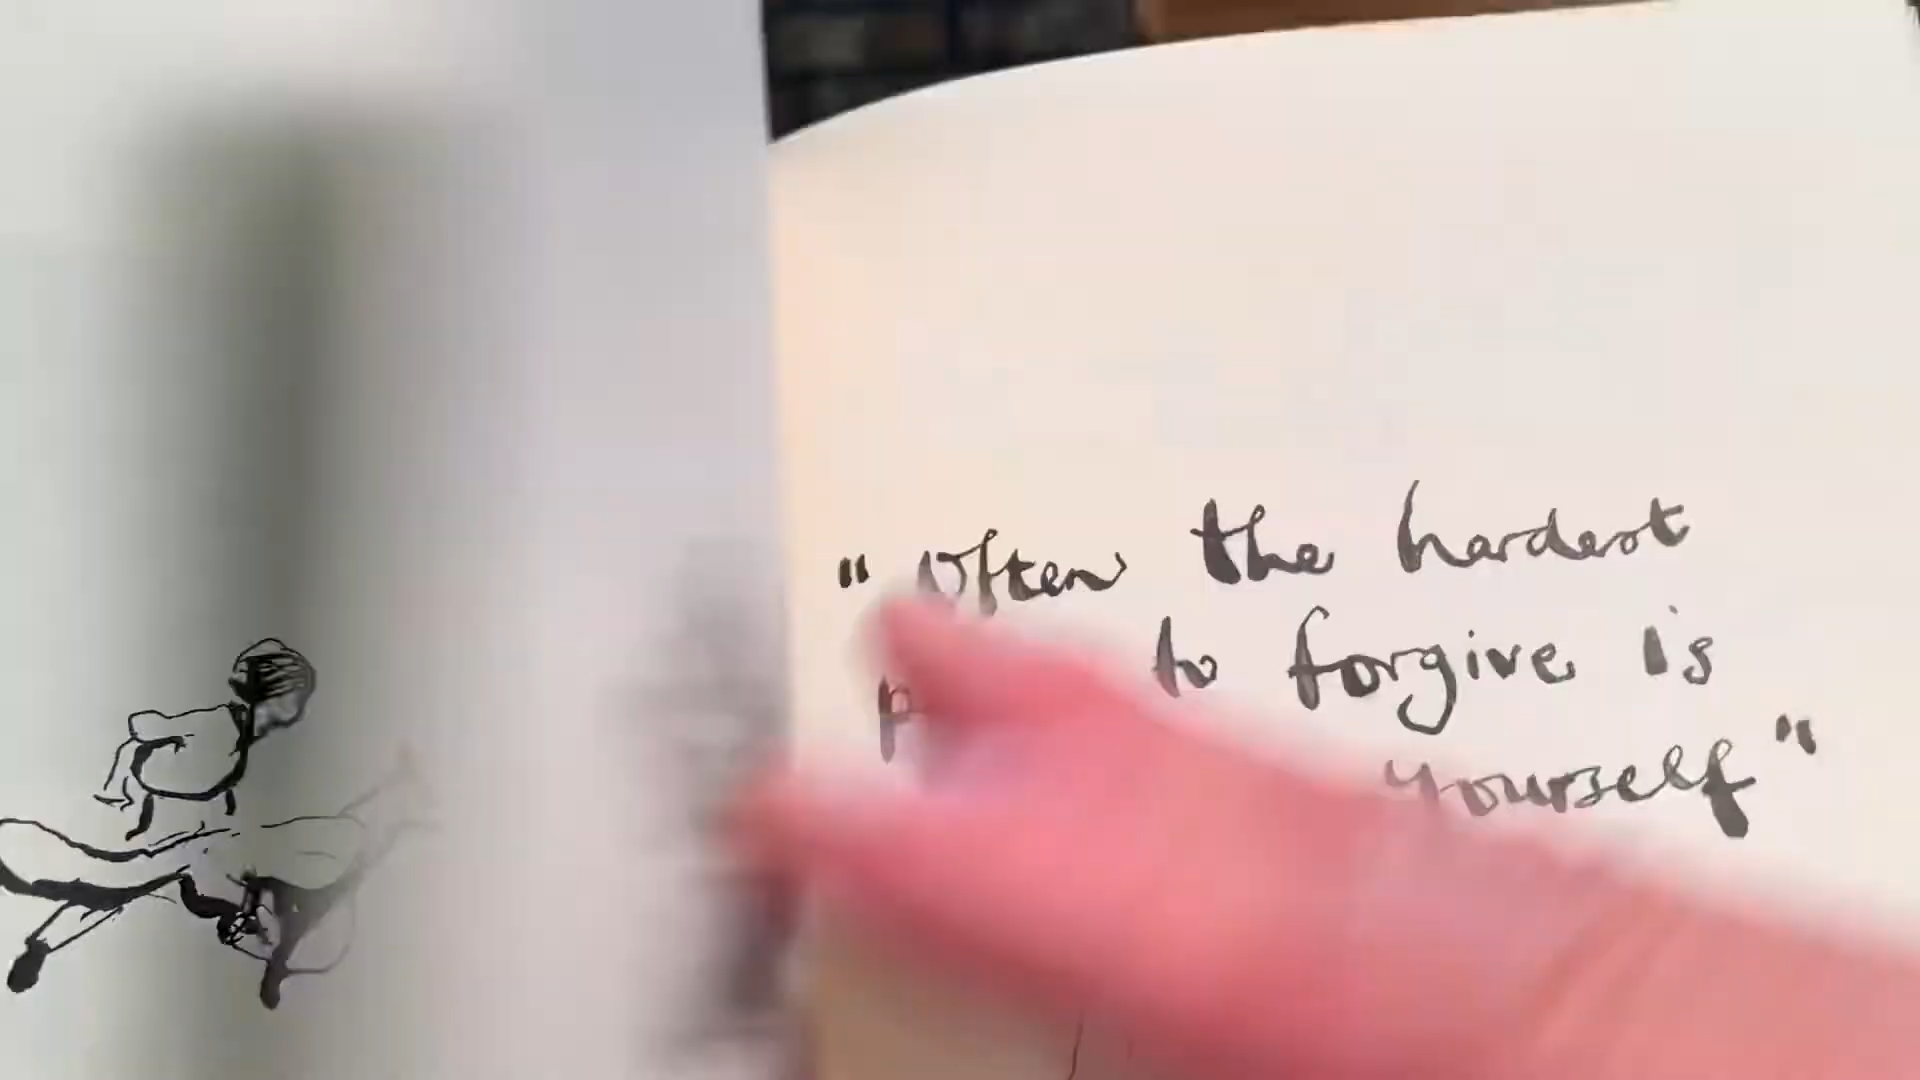 "Often the hardest
to forgive is
yourself"